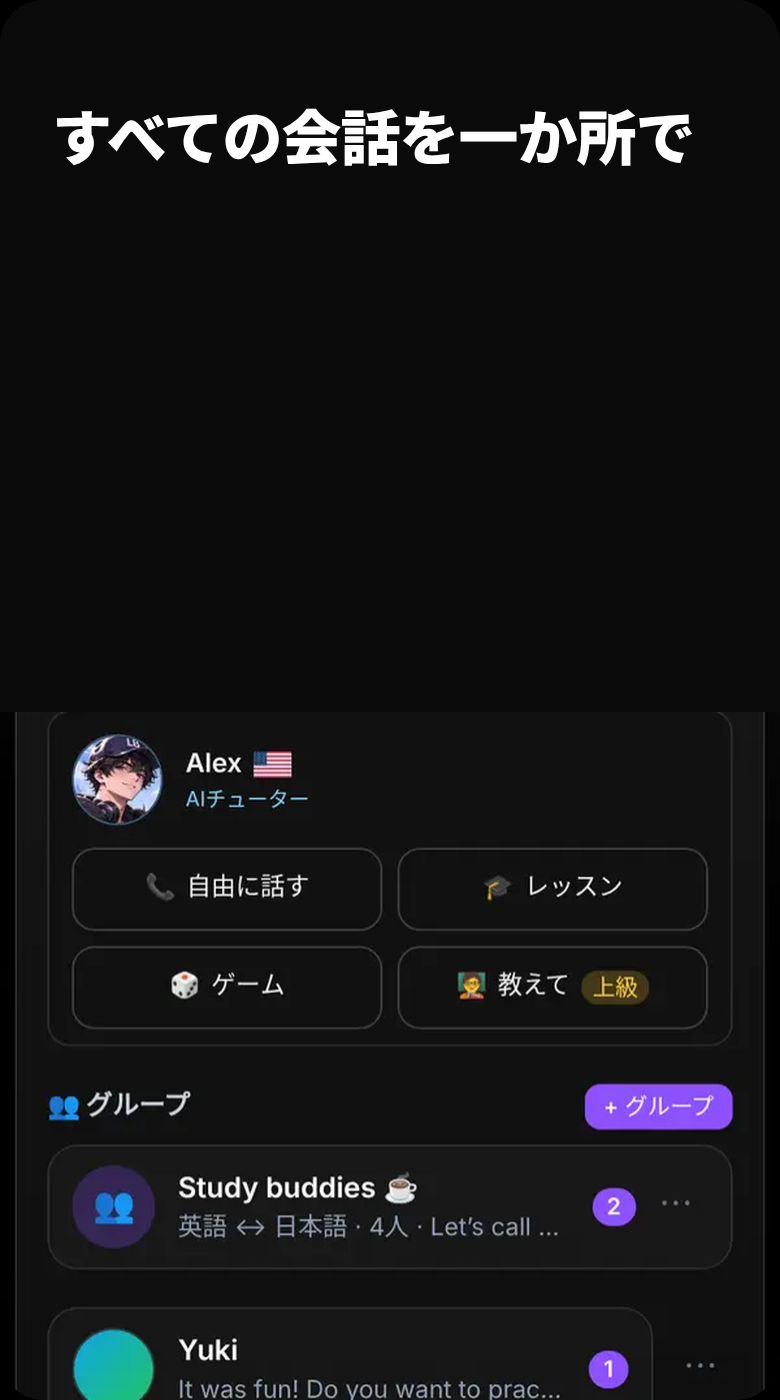 すべての会話を一か所で
LB
Alex 🇺🇸
AIチューター
📞 自由に話す
🎓 レッスン
🎲 ゲーム
🧑‍🏫 教えて 上級
👥 グループ
+ グループ
Study buddies ☕
2
英語 ↔ 日本語 · 4人 · Let’s call ...
Yuki
1
It was fun! Do you want to prac...